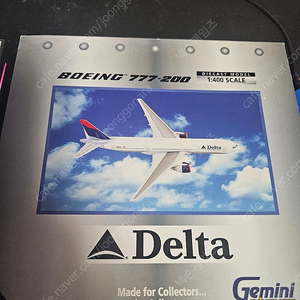 BOEING 777-200
DIECAST MODEL
1:400 SCALE
Delta
Delta
Made for Collectors...
Gemini